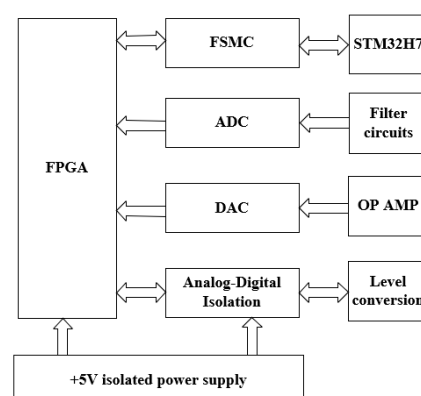 FPGA
FSMC
STM32H7
ADC
Filter
circuits
DAC
OP AMP
Analog-Digital
Isolation
Level
conversion
+5V isolated power supply